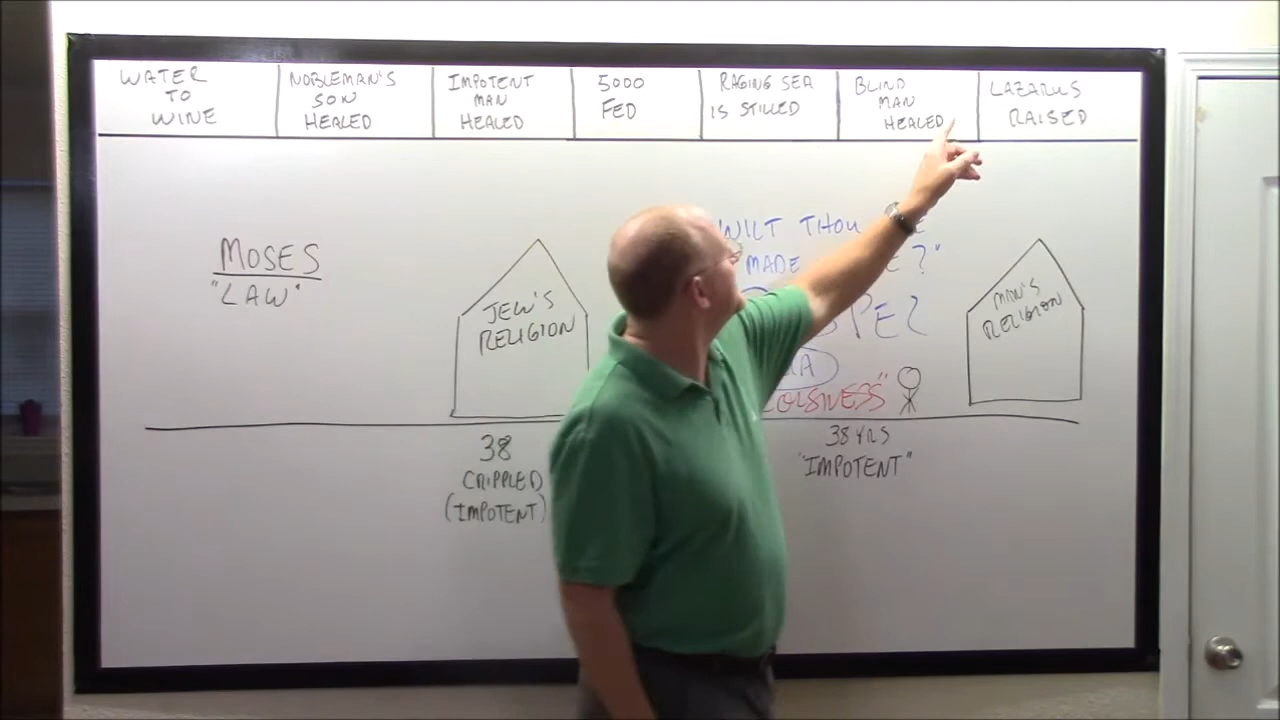 WATER
TO
WINE
NOBLEMAN'S
SON
HEALED
IMPOTENT
MAN
HEALED
5000
FED
RAGING SEA
IS STILLED
BLIND
MAN
HEALED
LAZARUS
RAISED
MOSES
"LAW"
JEW'S
RELIGION
38
CRIPPLED
(IMPOTENT)
"WILT THOU
MADE ?"
38 YRS
"IMPOTENT"
MAN'S
RELIGION